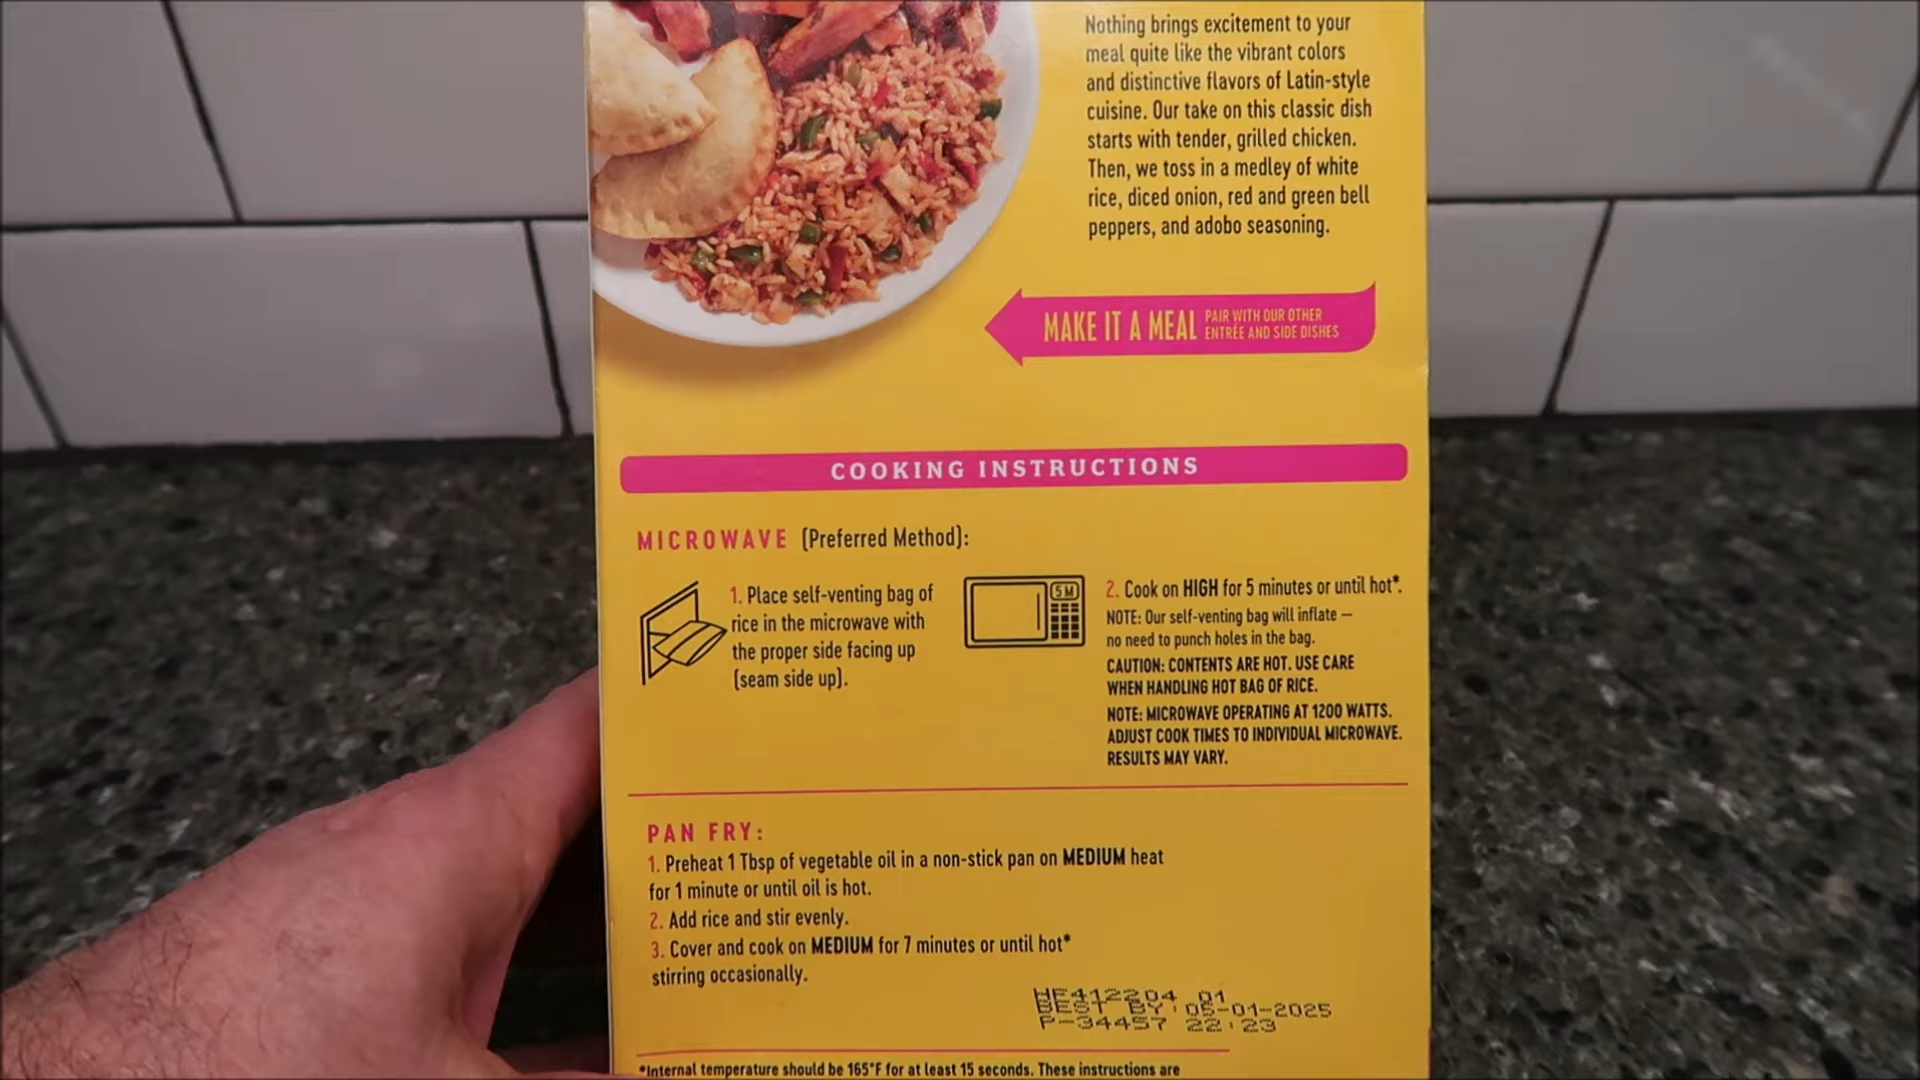 Nothing brings excitement to your
meal quite like the vibrant colors
and distinctive flavors of Latin-style
cuisine. Our take on this classic dish
starts with tender, grilled chicken.
Then, we toss in a medley of white
rice, diced onion, red and green bell
peppers, and adobo seasoning.
MAKE IT A MEAL
PAIR WITH OUR OTHER
ENTRÉE AND SIDE DISHES
COOKING INSTRUCTIONS
MICROWAVE (Preferred Method):
1. Place self-venting bag of
rice in the microwave with
the proper side facing up
(seam side up).
5 M
2. Cook on HIGH for 5 minutes or until hot*.
NOTE: Our self-venting bag will inflate –
no need to punch holes in the bag.
CAUTION: CONTENTS ARE HOT. USE CARE
WHEN HANDLING HOT BAG OF RICE.
NOTE: MICROWAVE OPERATING AT 1200 WATTS.
ADJUST COOK TIMES TO INDIVIDUAL MICROWAVE.
RESULTS MAY VARY.
PAN FRY:
1. Preheat 1 Tbsp of vegetable oil in a non-stick pan on MEDIUM heat
for 1 minute or until oil is hot.
2. Add rice and stir evenly.
3. Cover and cook on MEDIUM for 7 minutes or until hot*
stirring occasionally.
01
BEST BY 05-01-2025
P-34457 22:23
*Internal temperature should be 165°F for at least 15 seconds. These instructions are